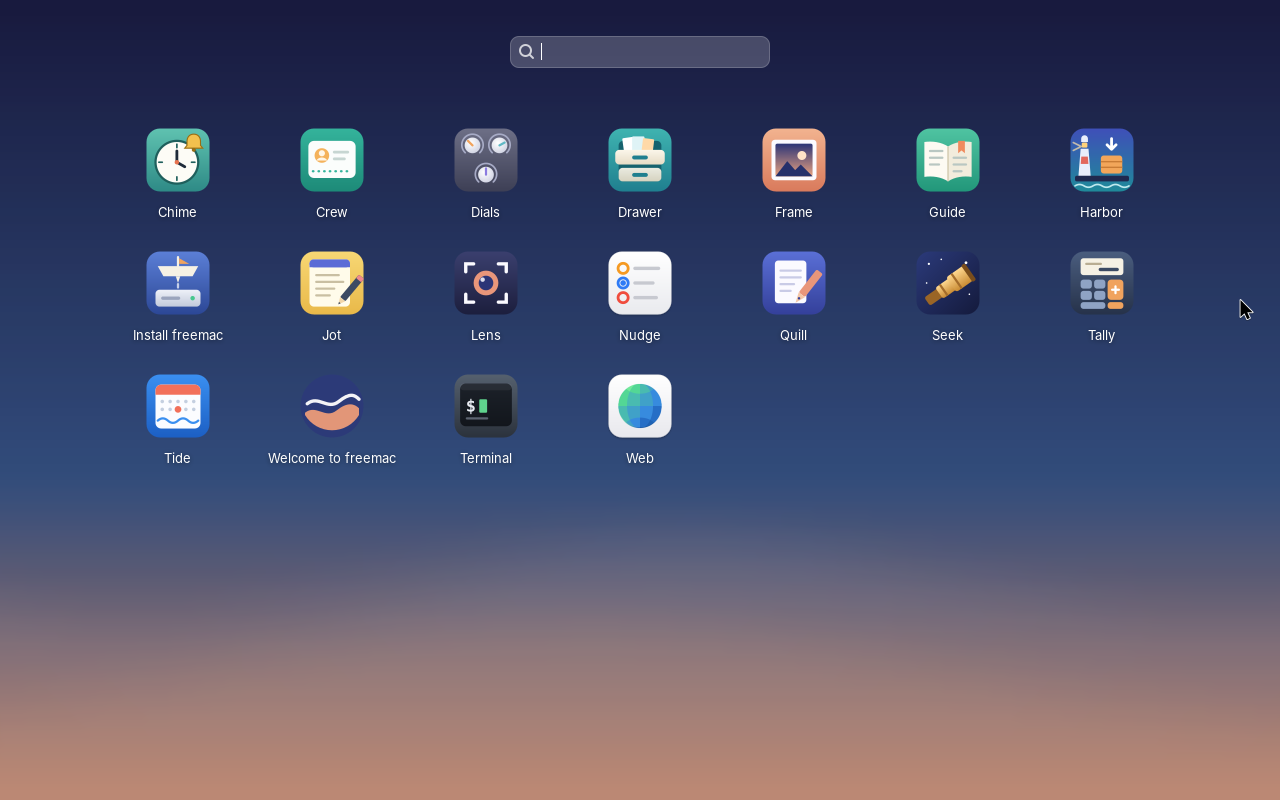 Chime
Crew
Dials
Drawer
Frame
Guide
Harbor
Install freemac
Jot
Lens
Nudge
Quill
Seek
Tally
Tide
Welcome to freemac
$
Terminal
Web